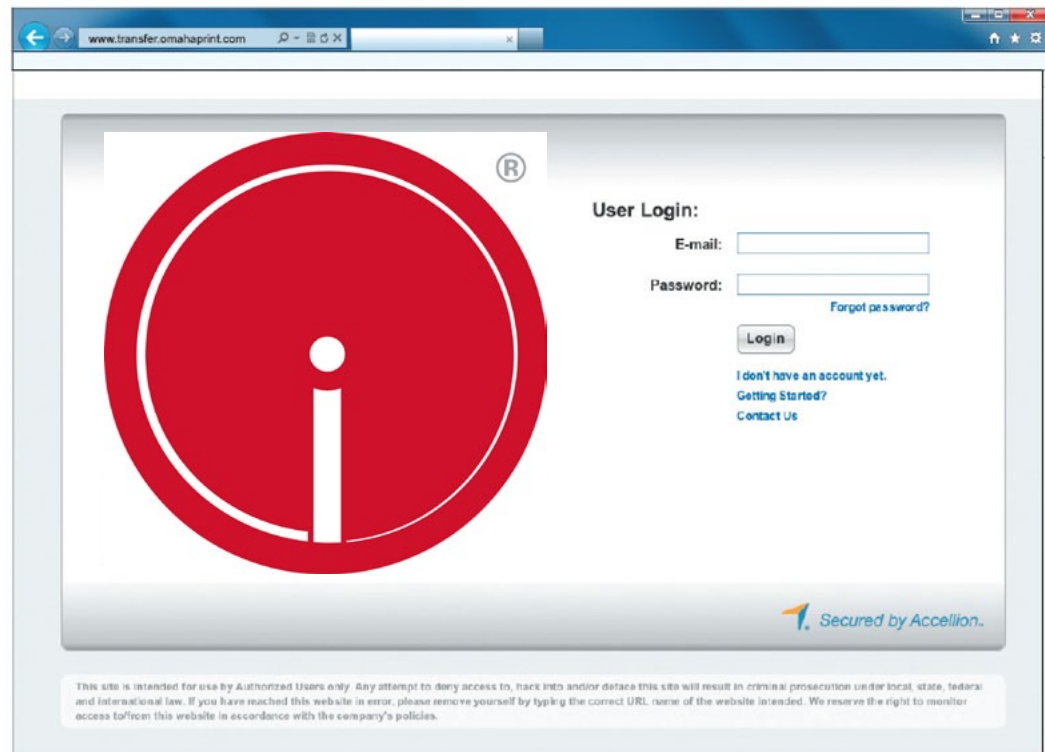 www.transfer.omahaprint.com
®
User Login:
E-mail:
Password:
Forgot password?
Login
I don't have an account yet.
Getting Started?
Contact Us
Secured by Accellion™
This site is intended for use by Authorized Users only. Any attempt to deny access to, hack into and/or deface this site will result in criminal prosecution under local, state, federal
and international law. If you have reached this website in error, please remove yourself by typing the correct URL name of the website intended. We reserve the right to monitor
access to/from this website in accordance with the company's policies.